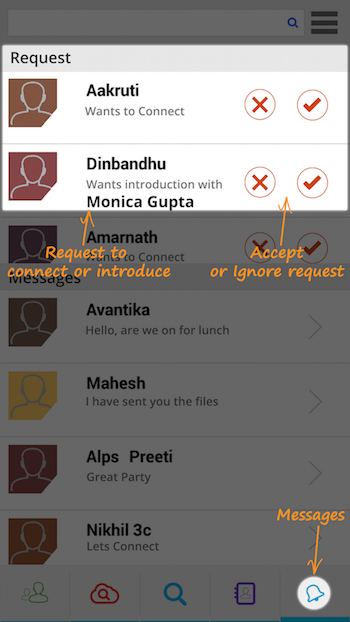 Request
Aakruti
Wants to Connect
Dinbandhu
Wants introduction with
Monica Gupta
Amarnath
Wants to Connect
Request to
connect or introduce
Accept
or Ignore request
Messages
Avantika
Hello, are we on for lunch
Mahesh
I have sent you the files
Alps Preeti
Great Party
Nikhil 3c
Lets Connect
Messages